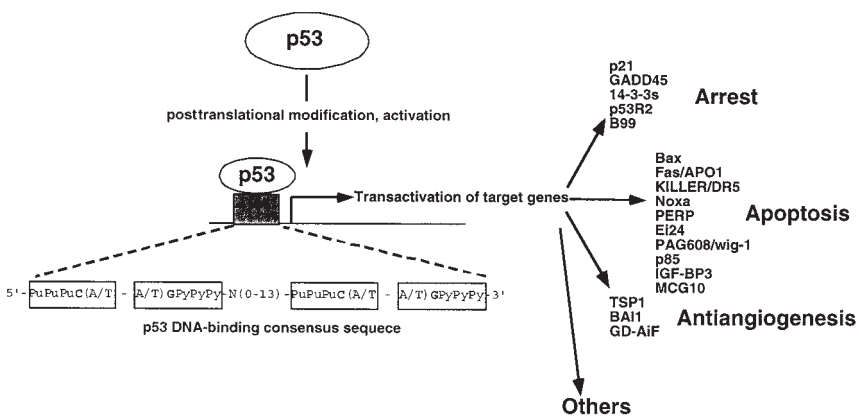 p53
posttranslational modification, activation
p53
Transactivation of target genes
5'-PuPuPuC(A/T - A/T)GPyPyPy-N(0-13)-PuPuPuC(A/T - A/T)GPyPyPy-3'
p53 DNA-binding consensus sequece
p21
GADD45
14-3-3s
p53R2
B99
Arrest
Bax
Fas/APO1
KILLER/DR5
Noxa
PERP
Ei24
PAG608/wig-1
p85
IGF-BP3
MCG10
Apoptosis
TSP1
BAI1
GD-AiF
Antiangiogenesis
Others